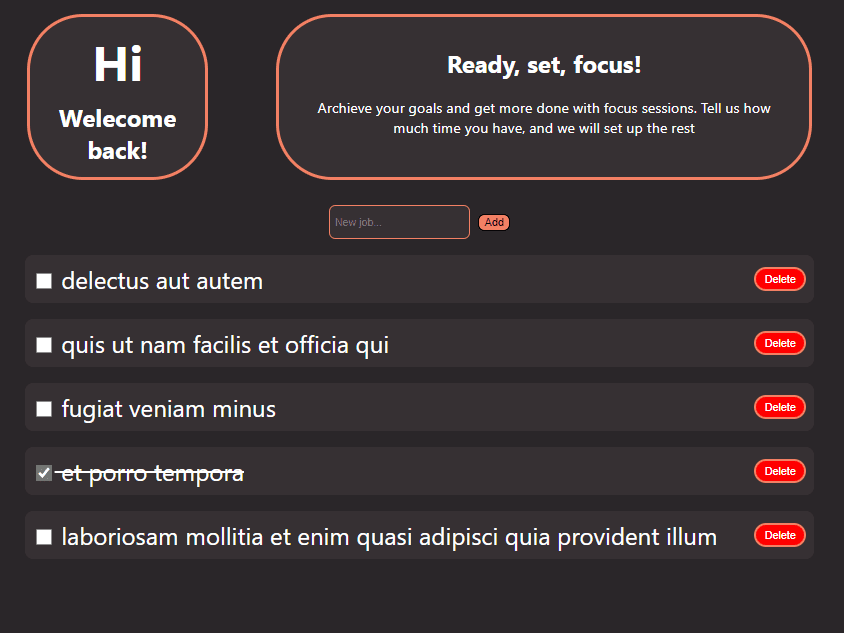 Hi
Welecome
back!
Ready, set, focus!
Archieve your goals and get more done with focus sessions. Tell us how
much time you have, and we will set up the rest
New job...
Add
delectus aut autem
Delete
quis ut nam facilis et officia qui
Delete
fugiat veniam minus
Delete
et porro tempora
Delete
laboriosam mollitia et enim quasi adipisci quia provident illum
Delete